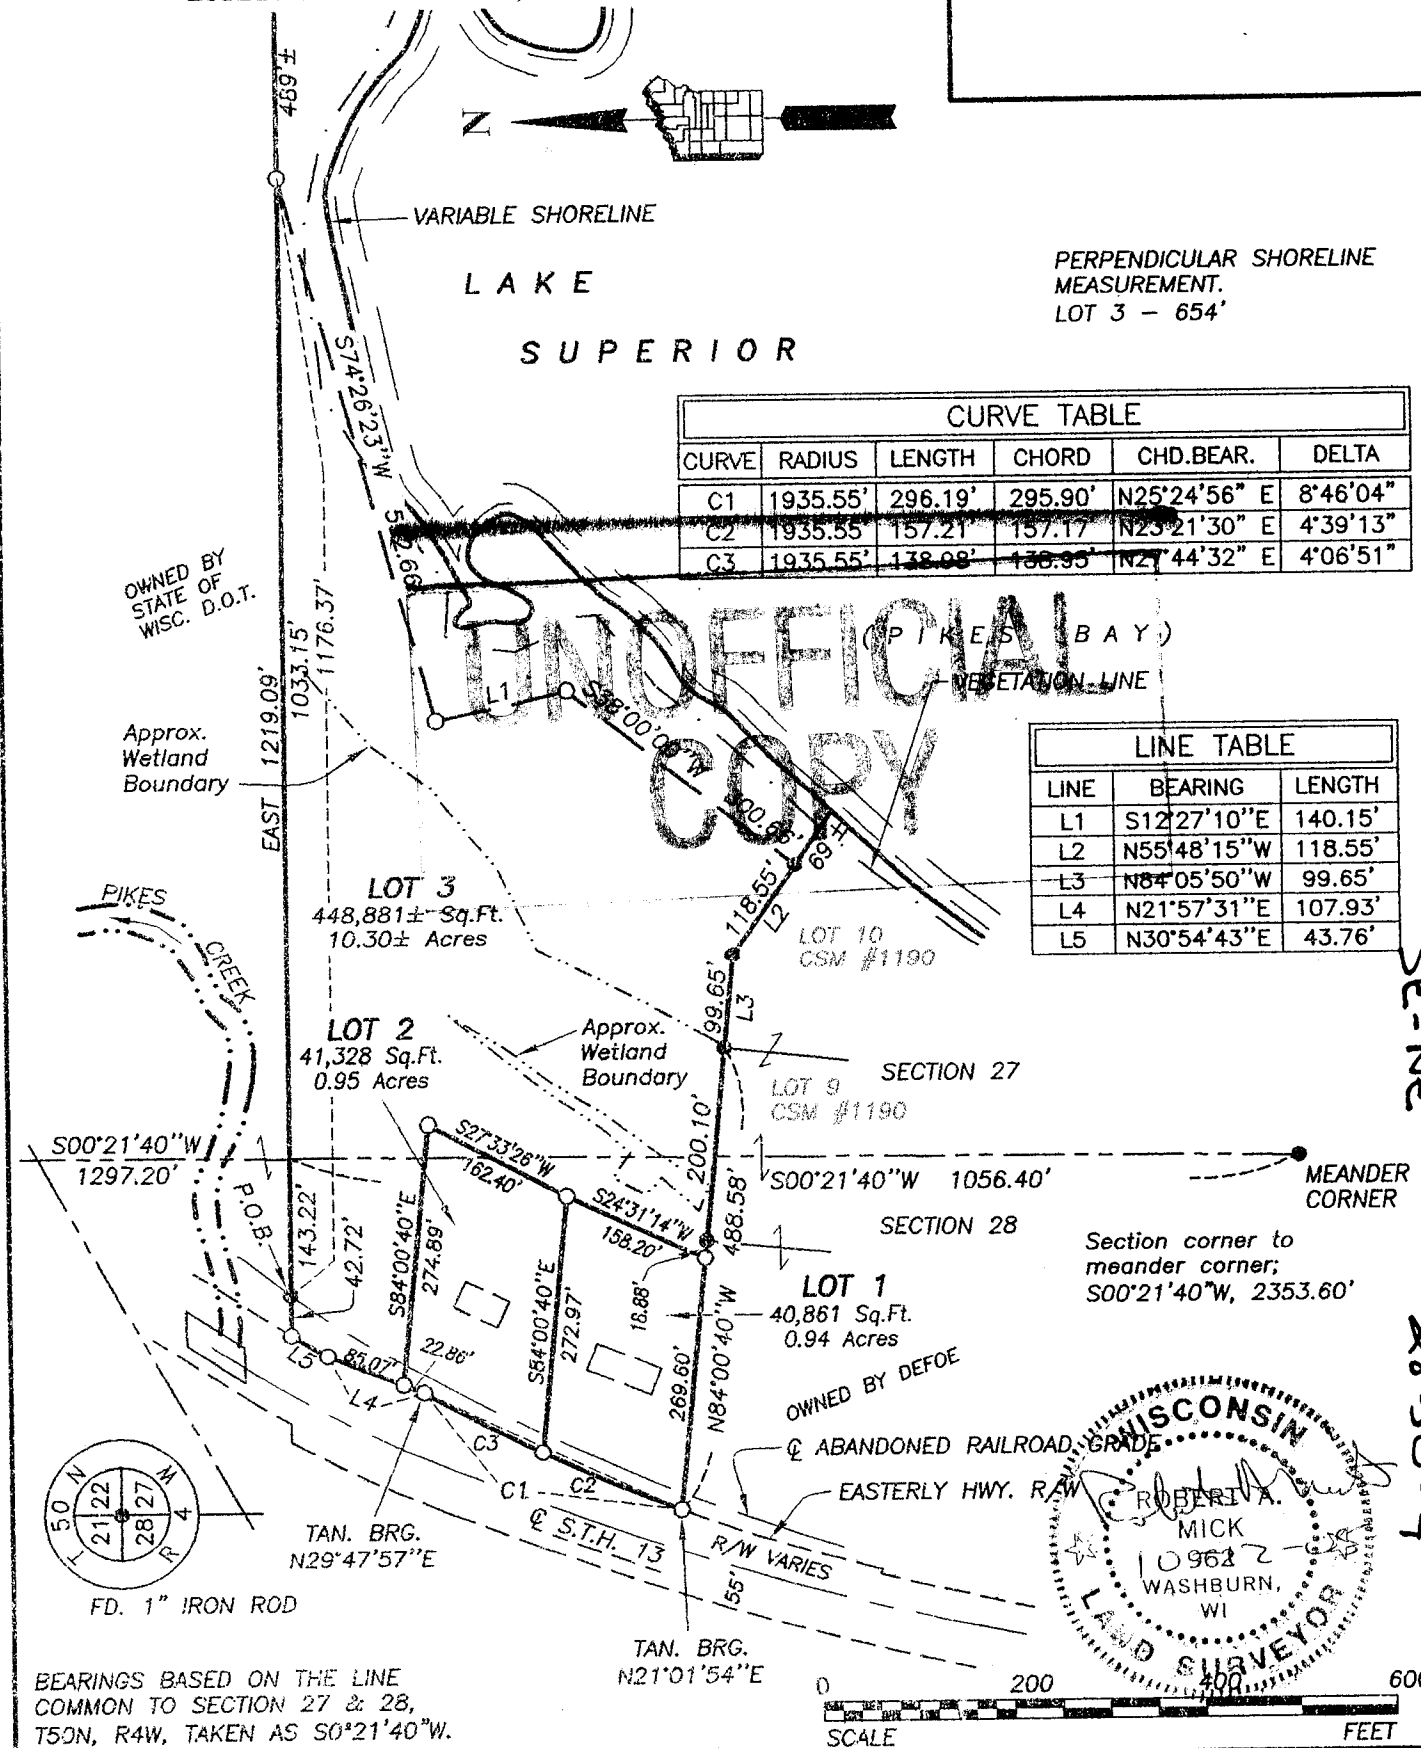 489'±
N
VARIABLE SHORELINE
LAKE
SUPERIOR
PERPENDICULAR SHORELINE
MEASUREMENT.
LOT 3 - 654'
S74°26'23"W
CURVE TABLE
CURVE RADIUS LENGTH CHORD CHD.BEAR. DELTA
C1 1935.55' 296.19' 295.90' N25°24'56" E 8°46'04"
C2 1935.55' 157.21' 157.17' N23°21'30" E 4°39'13"
C3 1935.55' 138.98' 138.95' N27°44'32" E 4°06'51"
OWNED BY
STATE OF
WISC. D.O.T.
EAST 1219.09'
1033.15'
1176.37'
UNOFFICIAL
COPY
(PIKES BAY)
VEGETATION LINE
L1
S38°00'00"W
Approx.
Wetland
Boundary
LINE TABLE
LINE BEARING LENGTH
L1 S12°27'10"E 140.15'
L2 N55°48'15"W 118.55'
L3 N84°05'50"W 99.65'
L4 N21°57'31"E 107.93'
L5 N30°54'43"E 43.76'
69'±
118.55'
L2
PIKES
CREEK
LOT 3
448,881± Sq.Ft.
10.30± Acres
LOT 10
CSM #1190
99.65'
L3
LOT 2
41,328 Sq.Ft.
0.95 Acres
Approx.
Wetland
Boundary
SECTION 27
LOT 9
CSM #1190
SE-NE
S00°21'40"W
1297.20'
S27°33'26"W
162.40'
200.10'
S00°21'40"W 1056.40'
MEANDER
CORNER
P.O.B.
143.22'
42.72'
S84°00'40"E
274.89'
S24°31'14"W
158.20'
488.58'
SECTION 28
Section corner to
meander corner;
S00°21'40"W, 2353.60'
S84°00'40"E
272.97'
18.88'
LOT 1
40,861 Sq.Ft.
0.94 Acres
269.60'
N84°00'40"W
L5
85.07'
22.86'
L4
C3
C1
C2
OWNED BY DEFOE
℄ ABANDONED RAILROAD GRADE
EASTERLY HWY. R/W
WISCONSIN
ROBERT A.
MICK
WASHBURN,
WI
LAND SURVEYOR
T 50 N
R 4 W
21 22
28 27
FD. 1" IRON ROD
TAN. BRG.
N29°47'57"E
℄ S.T.H. 13
R/W VARIES
55'
TAN. BRG.
N21°01'54"E
BEARINGS BASED ON THE LINE
COMMON TO SECTION 27 & 28,
T50N, R4W, TAKEN AS S0°21'40"W.
0 200 400 600
SCALE FEET